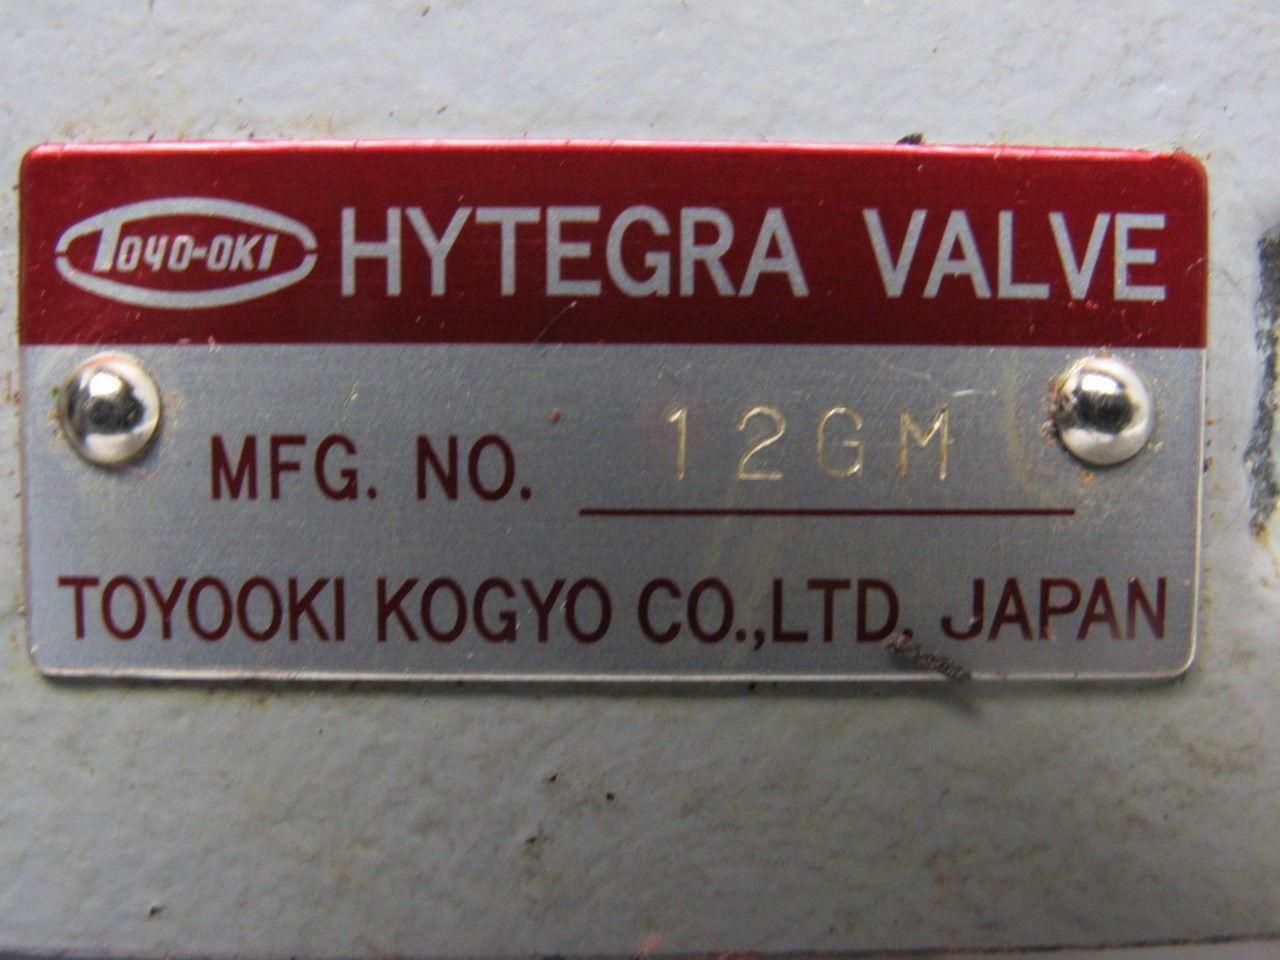 TOYO-OKI HYTEGRA VALVE
MFG. NO. 12GM
TOYOOKI KOGYO CO.,LTD. JAPAN